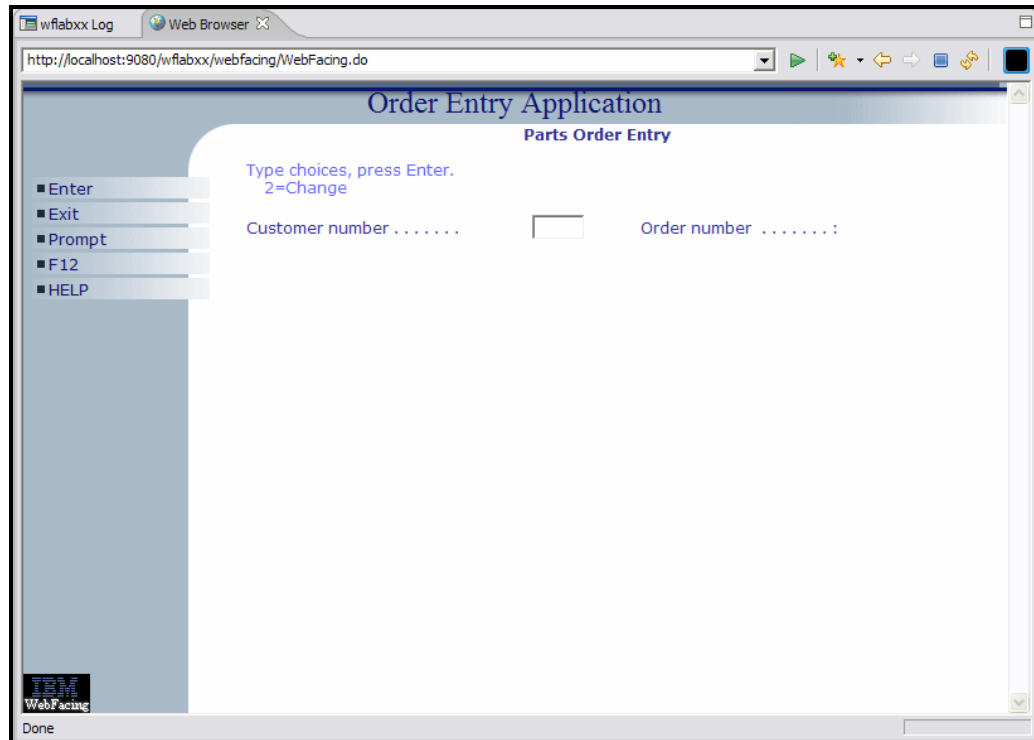 wflabxx Log Web Browser
http://localhost:9080/wflabxx/webfacing/WebFacing.do
Order Entry Application
Parts Order Entry
Type choices, press Enter.
2=Change
Enter
Exit
Prompt
F12
HELP
Customer number . . . . . . . Order number . . . . . . . :
IBM
WebFacing
Done